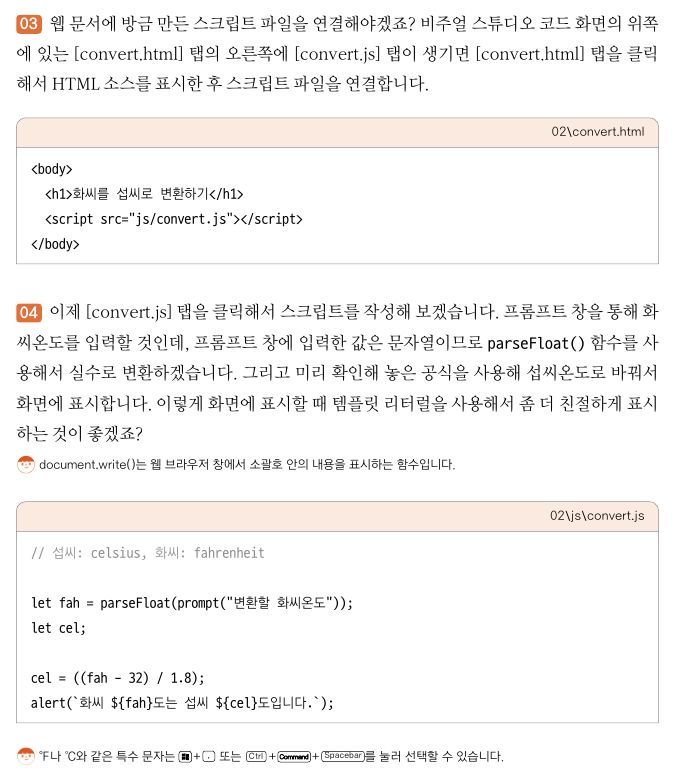 03 웹 문서에 방금 만든 스크립트 파일을 연결해야겠죠? 비주얼 스튜디오 코드 화면의 위쪽
에 있는 [convert.html] 탭의 오른쪽에 [convert.js] 탭이 생기면 [convert.html] 탭을 클릭
해서 HTML 소스를 표시한 후 스크립트 파일을 연결합니다.
02\convert.html
<body>
  <h1>화씨를 섭씨로 변환하기</h1>
  <script src="js/convert.js"></script>
</body>
04 이제 [convert.js] 탭을 클릭해서 스크립트를 작성해 보겠습니다. 프롬프트 창을 통해 화
씨온도를 입력할 것인데, 프롬프트 창에 입력한 값은 문자열이므로 parseFloat() 함수를 사
용해서 실수로 변환하겠습니다. 그리고 미리 확인해 놓은 공식을 사용해 섭씨온도로 바꿔서
화면에 표시합니다. 이렇게 화면에 표시할 때 템플릿 리터럴을 사용해서 좀 더 친절하게 표시
하는 것이 좋겠죠?
document.write()는 웹 브라우저 창에서 소괄호 안의 내용을 표시하는 함수입니다.
02\js\convert.js
// 섭씨: celsius, 화씨: fahrenheit
let fah = parseFloat(prompt("변환할 화씨온도"));
let cel;
cel = ((fah - 32) / 1.8);
alert(`화씨 ${fah}도는 섭씨 ${cel}도입니다.`);
℉나 ℃와 같은 특수 문자는 + . 또는 Ctrl + Command + Spacebar를 눌러 선택할 수 있습니다.